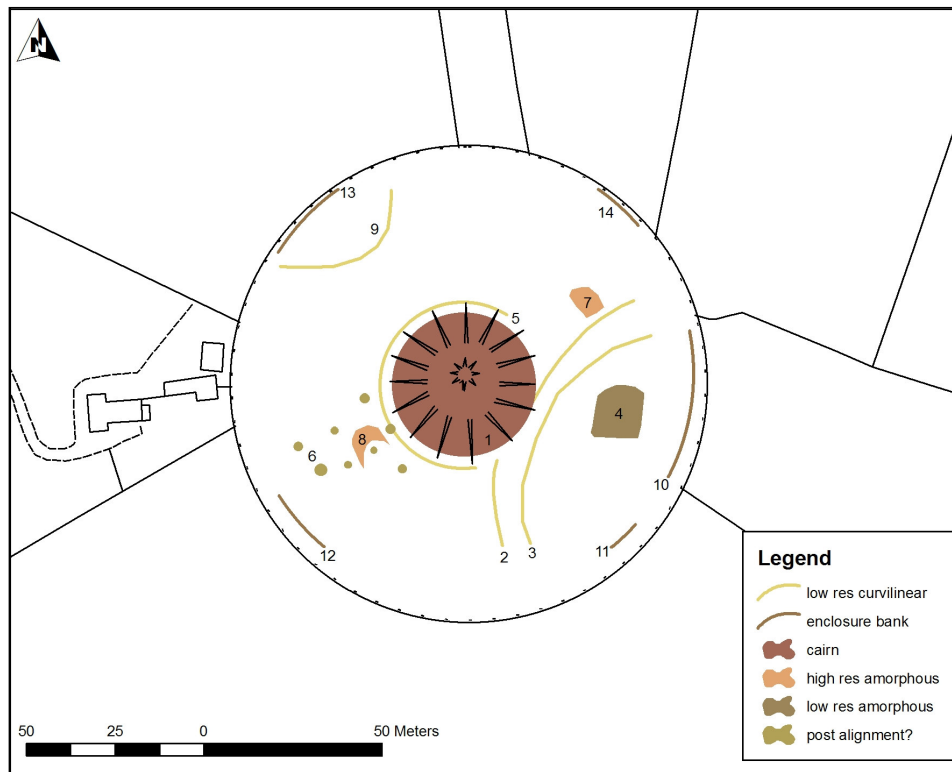 N
13
14
9
7
5
4
1
8
6
10
2
3
11
12
Legend
low res curvilinear
enclosure bank
cairn
high res amorphous
low res amorphous
post alignment?
50 25 0 50 Meters